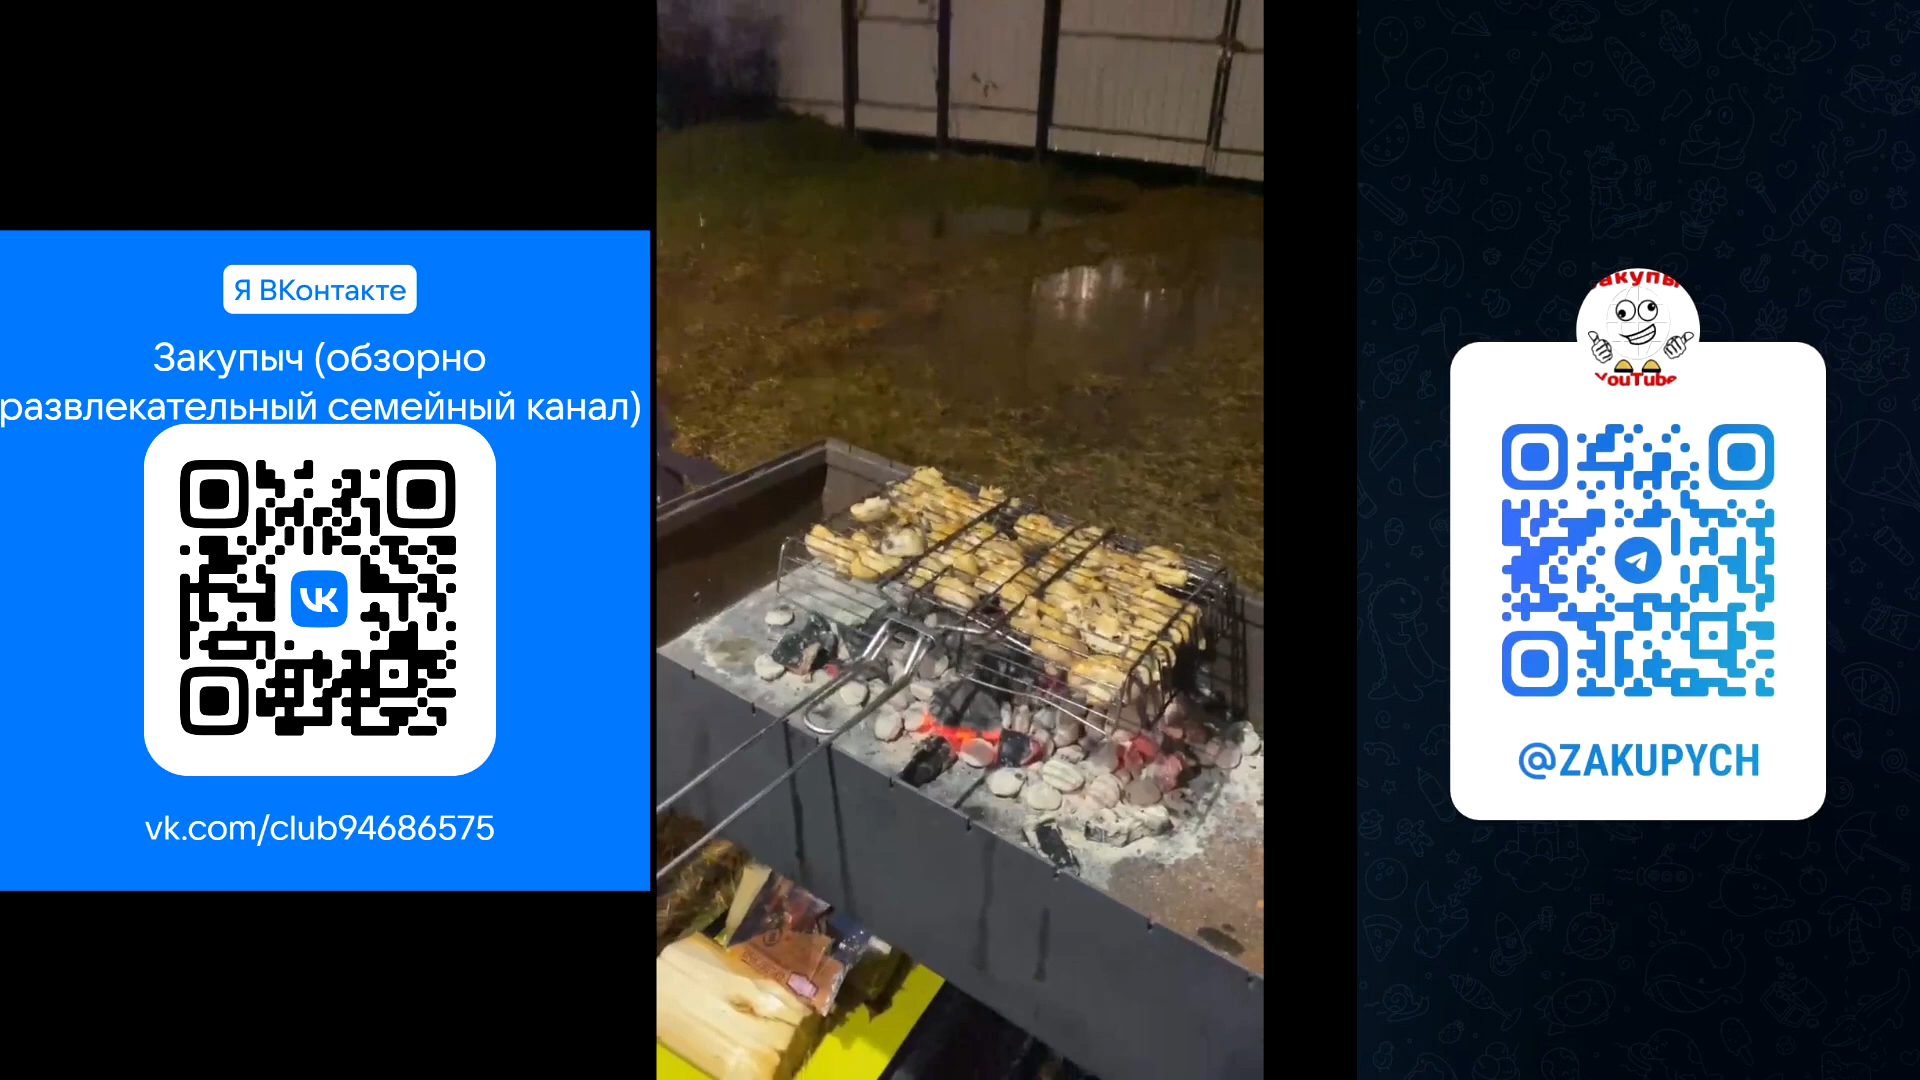 Я ВКонтакте
Закупыч (обзорно
развлекательный семейный канал)
vk.com/club94686575
YouTube
@ZAKUPYCH